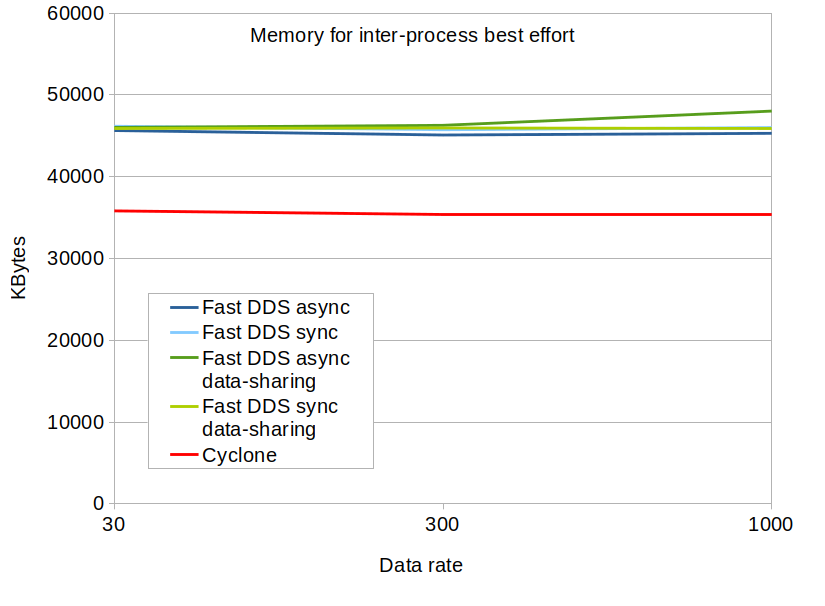 Memory for inter-process best effort
60000
50000
40000
30000
20000
10000
0
KBytes
Fast DDS async
Fast DDS sync
Fast DDS async
data-sharing
Fast DDS sync
data-sharing
Cyclone
30
300
1000
Data rate